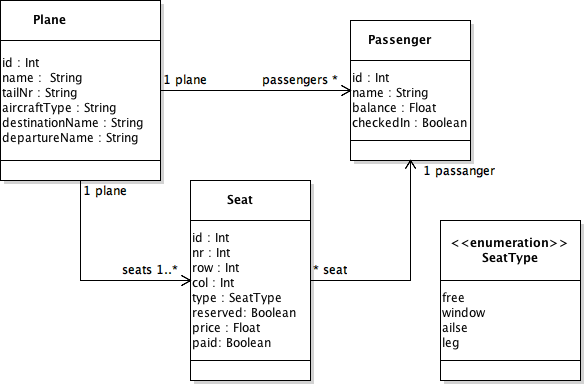 Plane
id : Int
name :  String
tailNr : String
aircraftType : String
destinationName : String
departureName : String
1 plane
passengers *
Passenger
id : Int
name : String
balance : Float
checkedIn : Boolean
1 plane
seats 1..*
Seat
id : Int
nr : Int
row : Int
col : Int
type : SeatType
reserved: Boolean
price : Float
paid: Boolean
* seat
1 passanger
<<enumeration>>
SeatType
free
window
ailse
leg